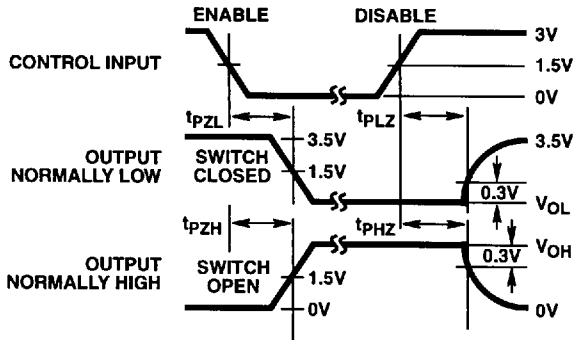 ENABLE
DISABLE
CONTROL INPUT
3V
1.5V
0V
tPZL
tPLZ
3.5V
3.5V
OUTPUT
NORMALLY LOW
SWITCH
CLOSED
1.5V
0.3V
VOL
tPZH
tPHZ
VOH
OUTPUT
NORMALLY HIGH
SWITCH
OPEN
0.3V
1.5V
0V
0V